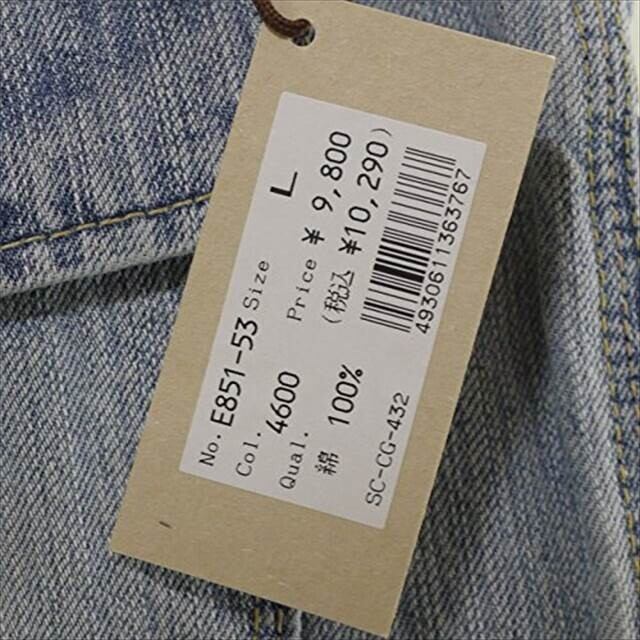 No. E851-53 Size L
Col. 4600 Price ¥ 9,800
Qual. (税込 ¥10,290)
綿 100%
4930611363767
SC-CG-432